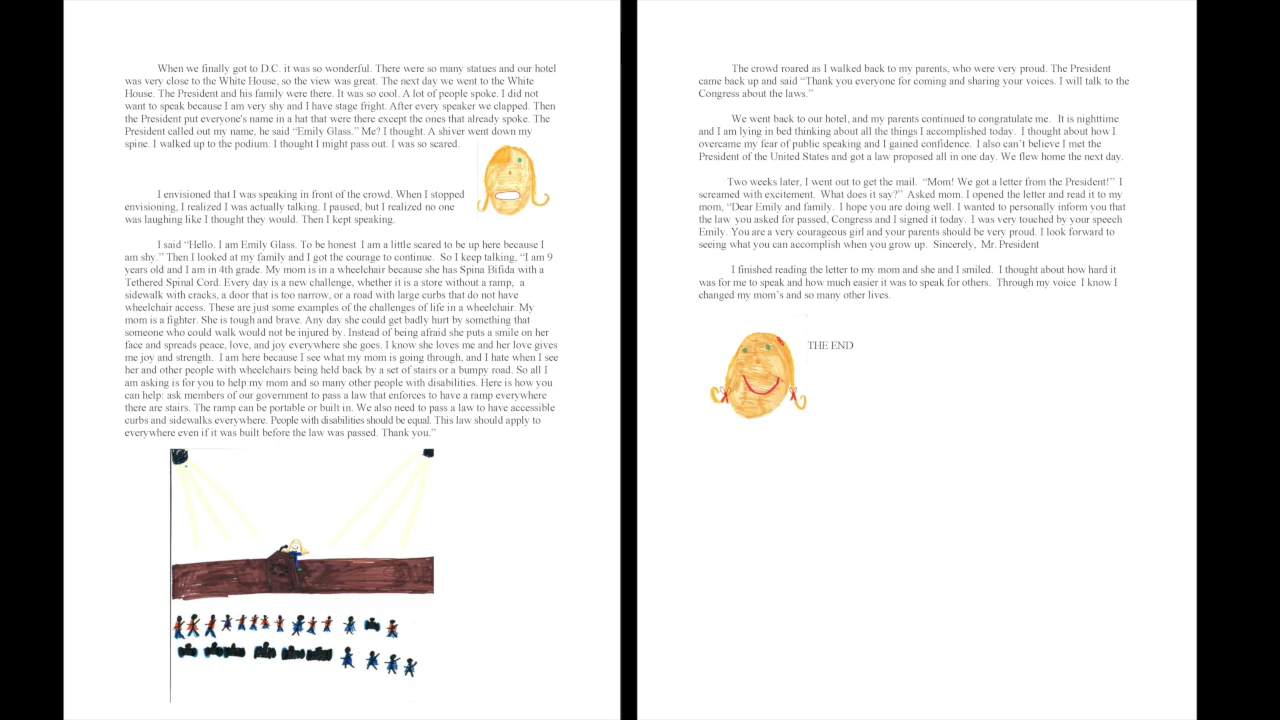 When we finally got to D.C. it was so wonderful. There were so many statues and our hotel
was very close to the White House, so the view was great. The next day we went to the White
House. The President and his family were there. It was so cool. A lot of people spoke. I did not
want to speak because I am very shy and I have stage fright. After every speaker we clapped. Then
the President put everyone's name in a hat that were there except the ones that already spoke. The
President called out my name, he said “Emily Glass.” Me? I thought. A shiver went down my
spine. I walked up to the podium. I thought I might pass out. I was so scared.
I envisioned that I was speaking in front of the crowd. When I stopped
envisioning, I realized I was actually talking. I paused, but I realized no one
was laughing like I thought they would. Then I kept speaking.
I said “Hello. I am Emily Glass. To be honest I am a little scared to be up here because I
am shy.” Then I looked at my family and I got the courage to continue. So I keep talking, “I am 9
years old and I am in 4th grade. My mom is in a wheelchair because she has Spina Bifida with a
Tethered Spinal Cord. Every day is a new challenge, whether it is a store without a ramp, a
sidewalk with cracks, a door that is too narrow, or a road with large curbs that do not have
wheelchair access. These are just some examples of the challenges of life in a wheelchair. My
mom is a fighter. She is tough and brave. Any day she could get badly hurt by something that
someone who could walk would not be injured by. Instead of being afraid she puts a smile on her
face and spreads peace, love, and joy everywhere she goes. I know she loves me and her love gives
me joy and strength. I am here because I see what my mom is going through, and I hate when I see
her and other people with wheelchairs being held back by a set of stairs or a bumpy road. So all I
am asking is for you to help my mom and so many other people with disabilities. Here is how you
can help: ask members of our government to pass a law that enforces to have a ramp everywhere
there are stairs. The ramp can be portable or built in. We also need to pass a law to have accessible
curbs and sidewalks everywhere. People with disabilities should be equal. This law should apply to
everywhere even if it was built before the law was passed. Thank you.”
The crowd roared as I walked back to my parents, who were very proud. The President
came back up and said “Thank you everyone for coming and sharing your voices. I will talk to the
Congress about the laws.”
We went back to our hotel, and my parents continued to congratulate me. It is nighttime
and I am lying in bed thinking about all the things I accomplished today. I thought about how I
overcame my fear of public speaking and I gained confidence. I also can’t believe I met the
President of the United States and got a law proposed all in one day. We flew home the next day.
Two weeks later, I went out to get the mail. “Mom! We got a letter from the President!” I
screamed with excitement. What does it say?” Asked mom. I opened the letter and read it to my
mom, “Dear Emily and family. I hope you are doing well. I wanted to personally inform you that
the law you asked for passed, Congress and I signed it today. I was very touched by your speech
Emily. You are a very courageous girl and your parents should be very proud. I look forward to
seeing what you can accomplish when you grow up. Sincerely, Mr. President
I finished reading the letter to my mom and she and I smiled. I thought about how hard it
was for me to speak and how much easier it was to speak for others. Through my voice I know I
changed my mom’s and so many other lives.
THE END